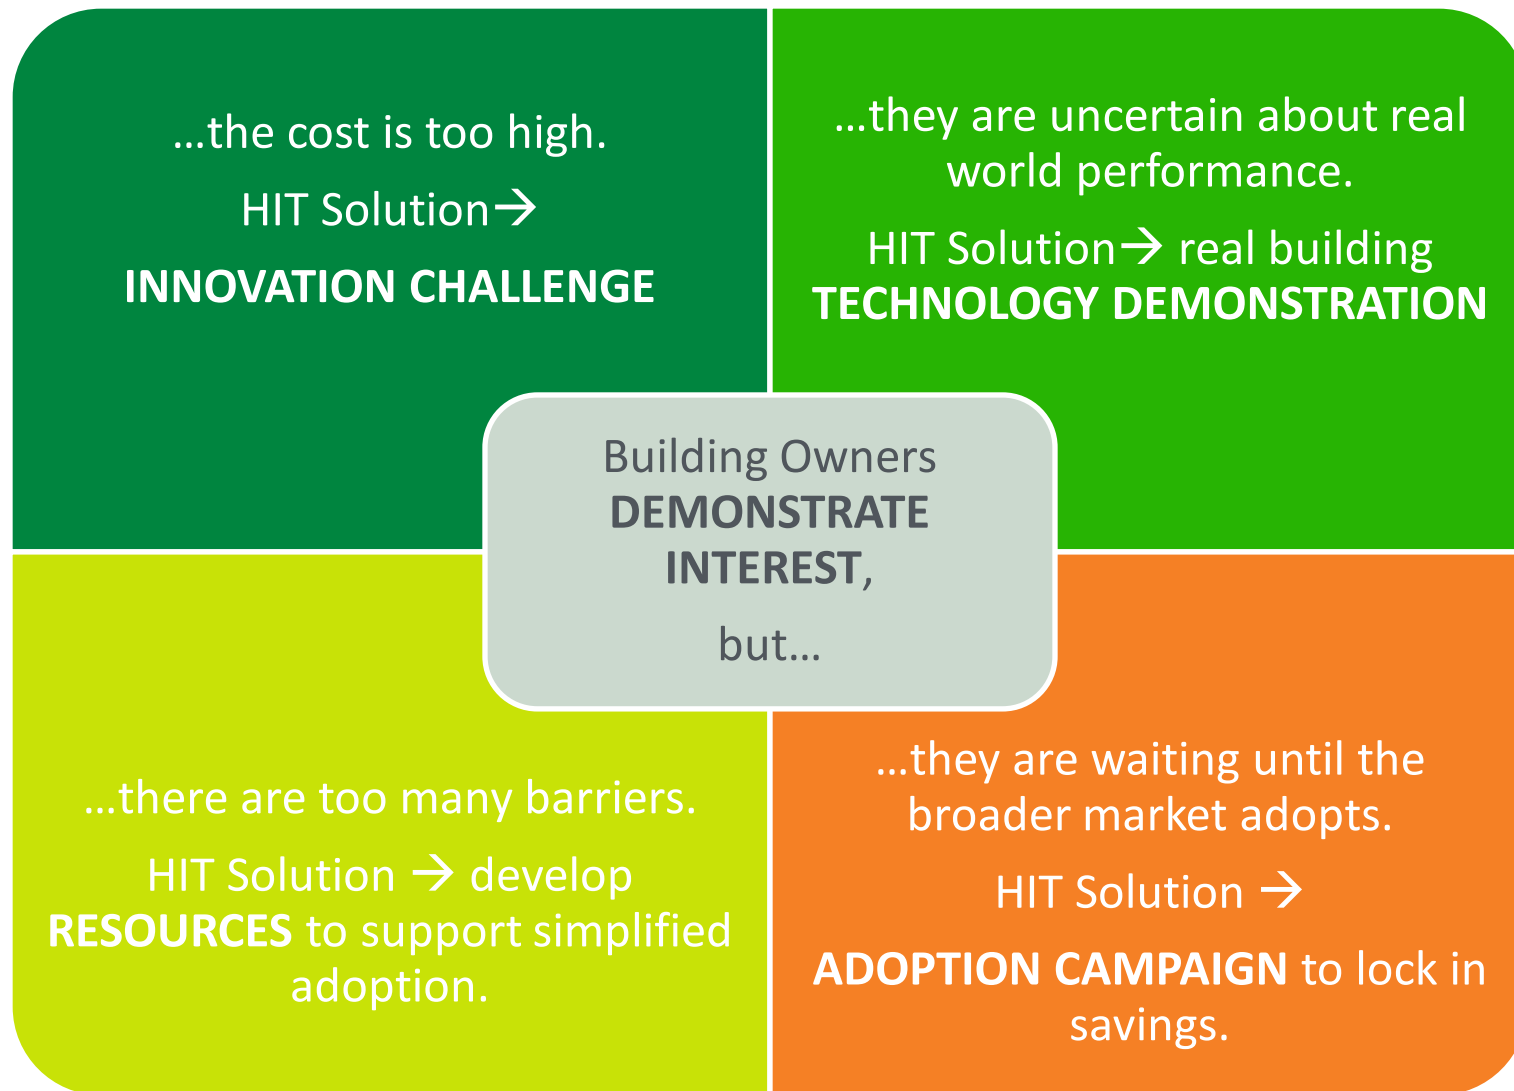 …the cost is too high.
HIT Solution→
INNOVATION CHALLENGE
…they are uncertain about real
world performance.
HIT Solution→ real building
TECHNOLOGY DEMONSTRATION
Building Owners
DEMONSTRATE
INTEREST,
but…
…there are too many barriers.
HIT Solution → develop
RESOURCES to support simplified
adoption.
…they are waiting until the
broader market adopts.
HIT Solution →
ADOPTION CAMPAIGN to lock in
savings.